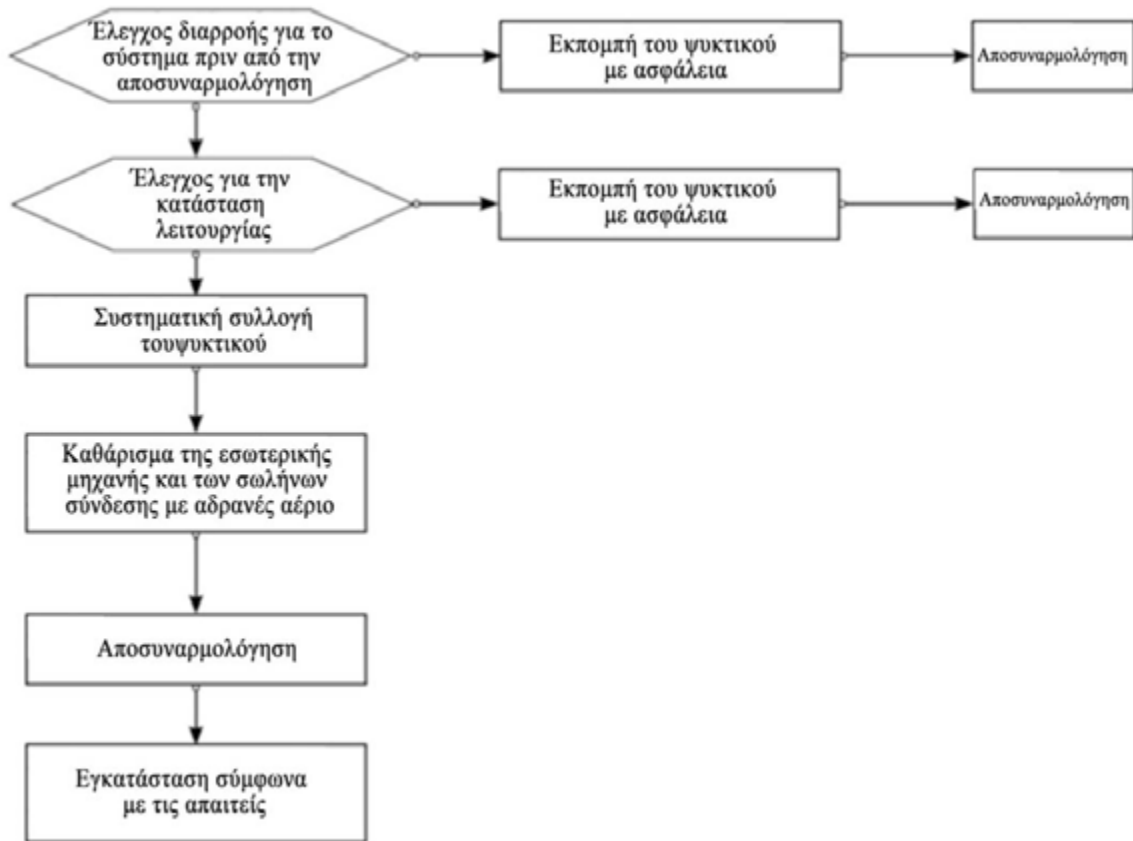 Έλεγχος διαρροής για το
σύστημα πριν από την
αποσυναρμολόγηση
Εκπομπή του ψυκτικού
με ασφάλεια
Αποσυναρμολόγηση
Έλεγχος για την
κατάσταση
λειτουργίας
Εκπομπή του ψυκτικού
με ασφάλεια
Αποσυναρμολόγηση
Συστηματική συλλογή
τουψυκτικού
Καθάρισμα της εσωτερικής
μηχανής και των σωλήνων
σύνδεσης με αδρανές αέριο
Αποσυναρμολόγηση
Εγκατάσταση σύμφωνα
με τις απαιτείς